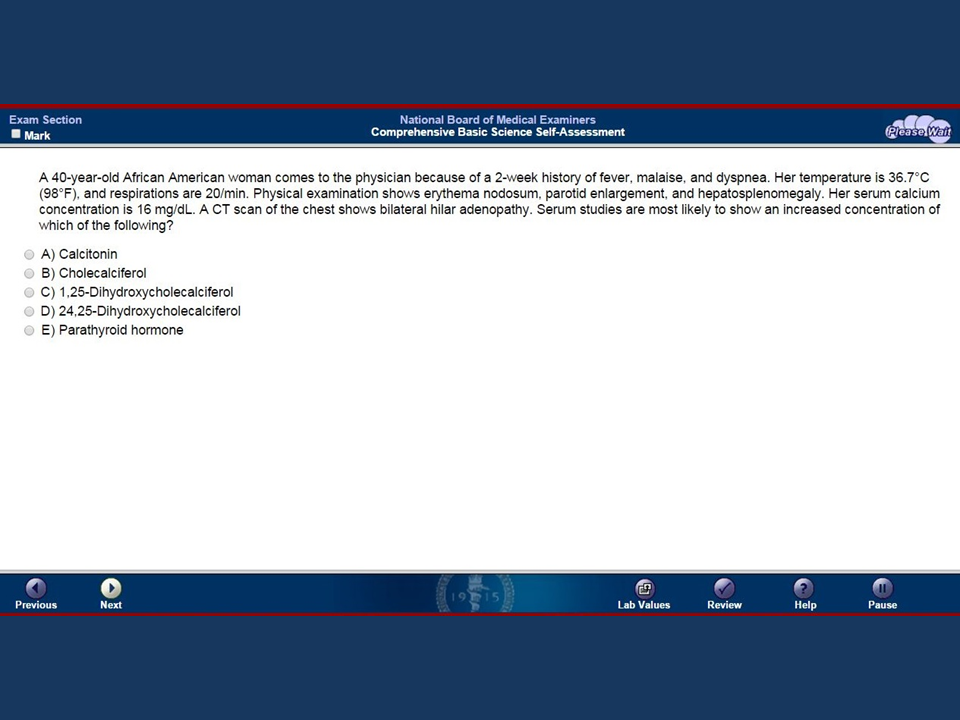 Exam Section
Mark
National Board of Medical Examiners
Comprehensive Basic Science Self-Assessment
Please Wait
A 40-year-old African American woman comes to the physician because of a 2-week history of fever, malaise, and dyspnea. Her temperature is 36.7°C
(98°F), and respirations are 20/min. Physical examination shows erythema nodosum, parotid enlargement, and hepatosplenomegaly. Her serum calcium
concentration is 16 mg/dL. A CT scan of the chest shows bilateral hilar adenopathy. Serum studies are most likely to show an increased concentration of
which of the following?
A) Calcitonin
B) Cholecalciferol
C) 1,25-Dihydroxycholecalciferol
D) 24,25-Dihydroxycholecalciferol
E) Parathyroid hormone
Previous
Next
1915
Lab Values
Review
Help
Pause